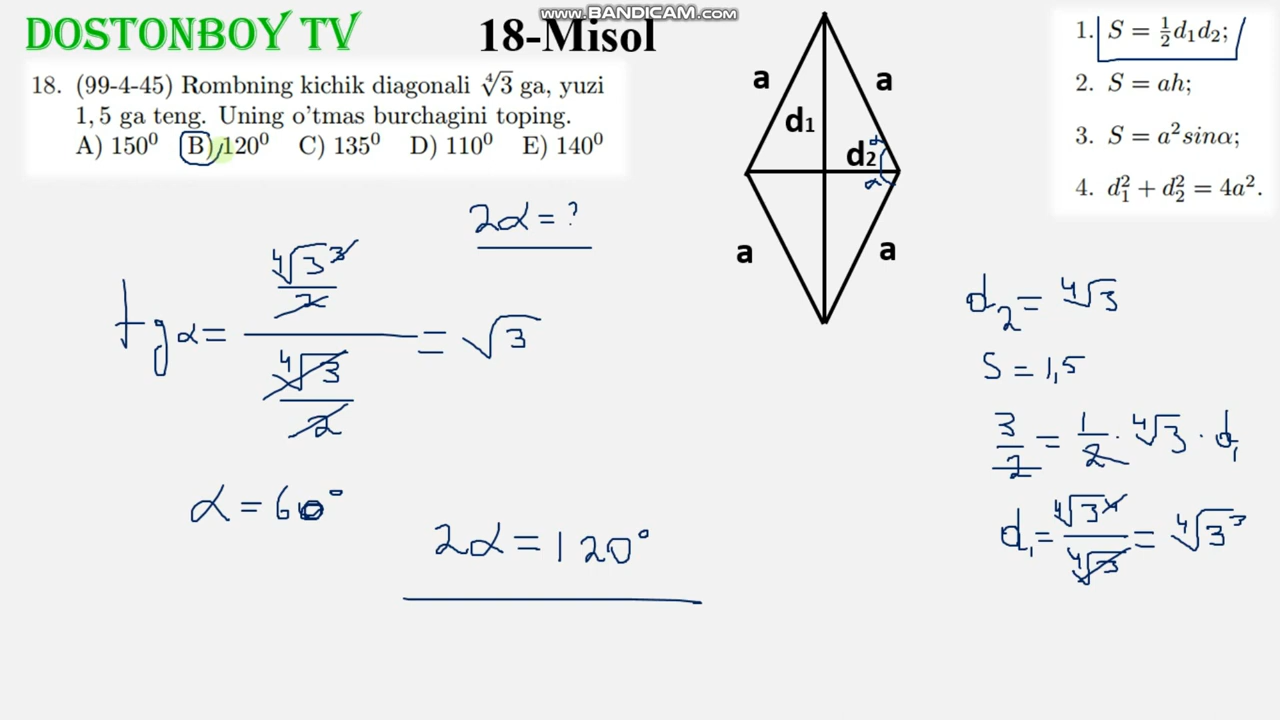 www.BANDICAM.com
DOSTONBOY TV
18-Misol
18. (99-4-45) Rombning kichik diagonali ∜3 ga, yuzi
1, 5 ga teng. Uning o'tmas burchagini toping.
A) 150⁰ B) 120⁰ C) 135⁰ D) 110⁰ E) 140⁰
1. S = ½d₁d₂;
2. S = ah;
3. S = a²sinα;
4. d₁² + d₂² = 4a².
a
a
d₁
d₂
α
α
a
a
2α = ?
tgα = (∜3³/2)/(∜3/2) = √3
α = 60°
2α = 120°
d₂ = ∜3
S = 1,5
3/2 = 1/2 · ∜3 · d₁
d₁ = ∜3⁴/∜3 = ∜3³